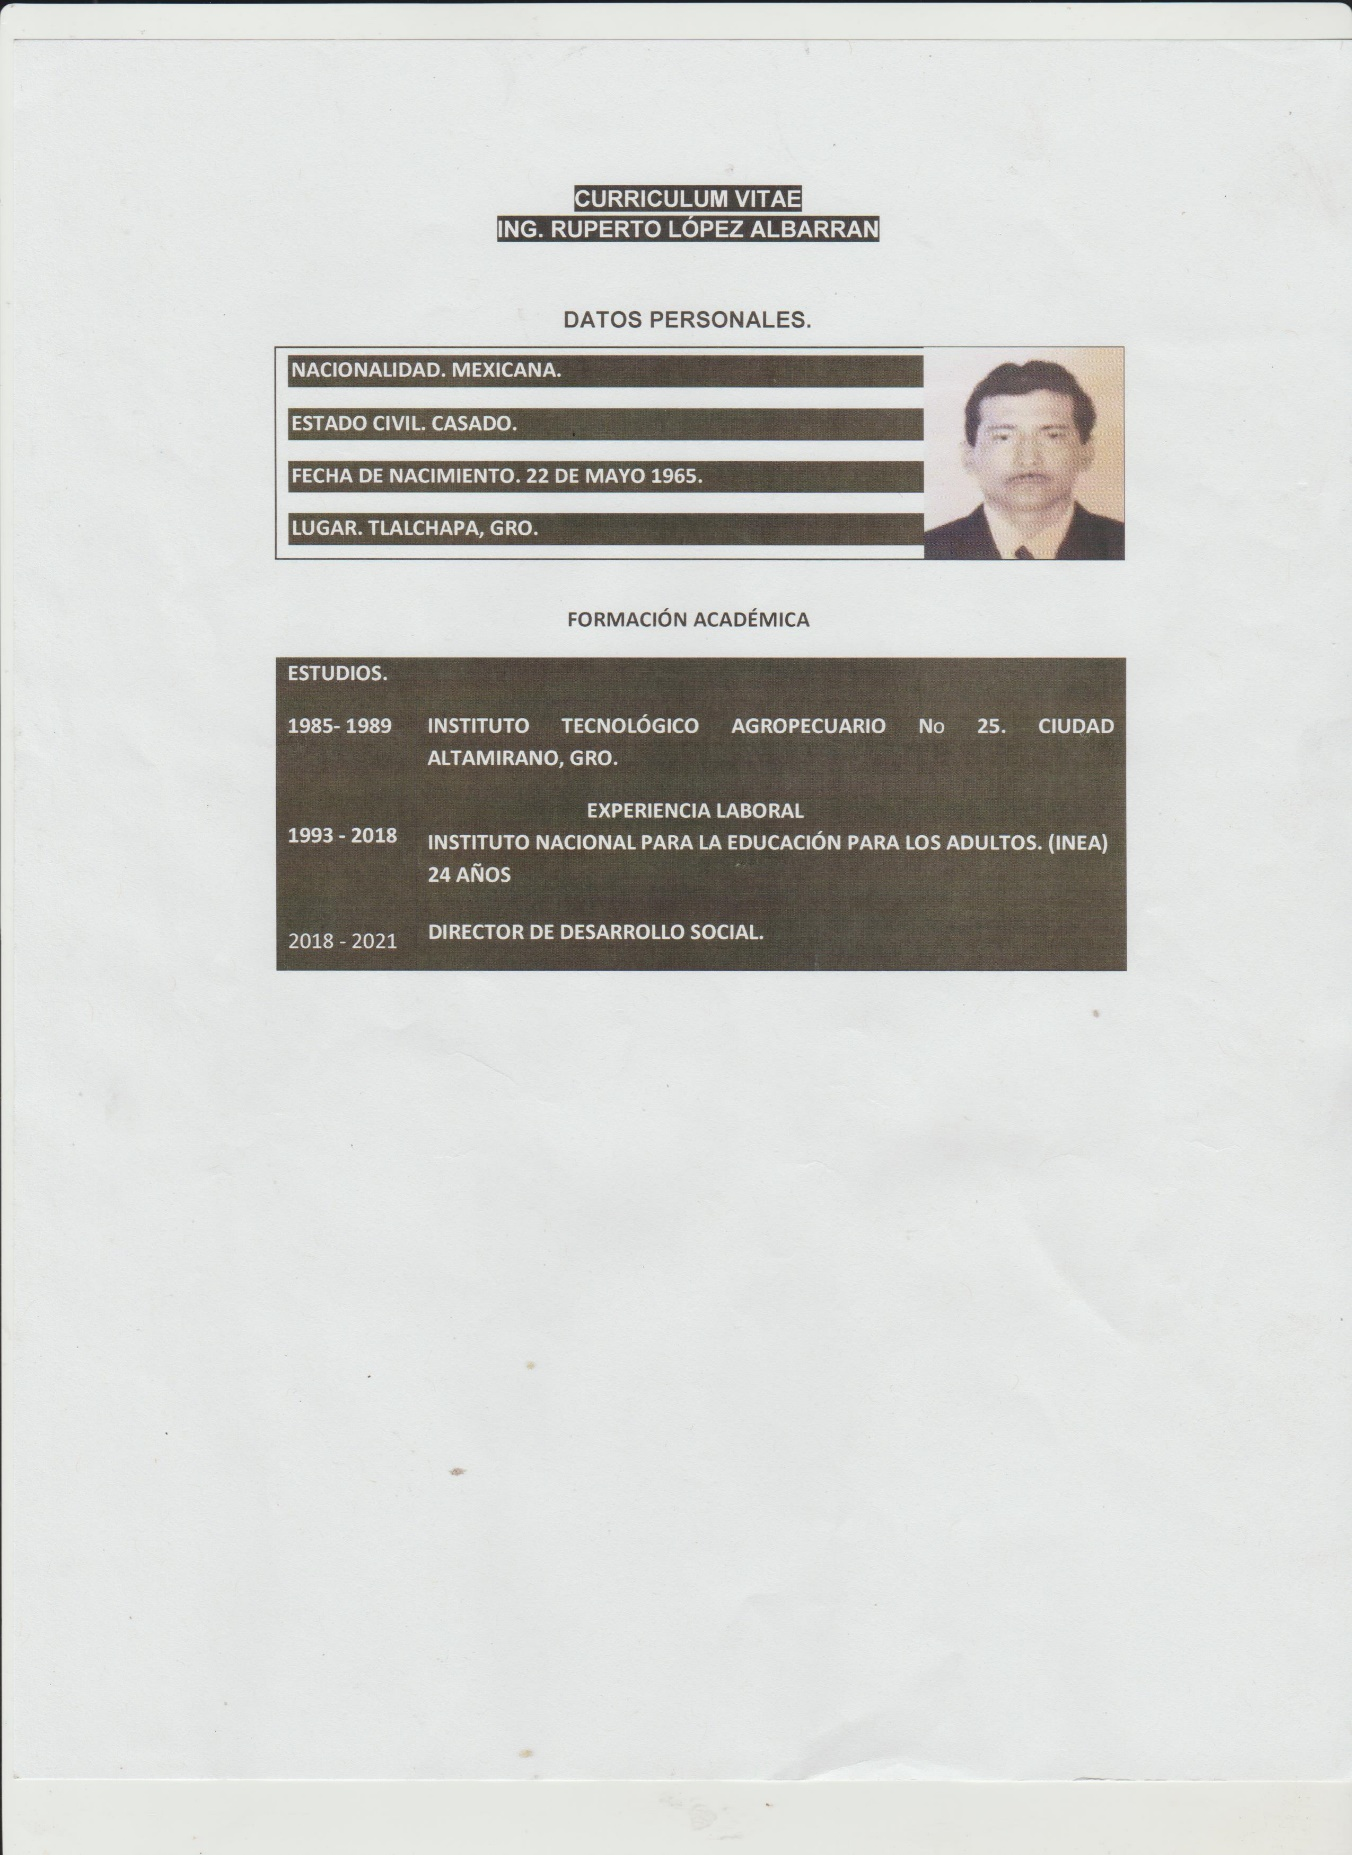 CURRICULUM VITAE
ING. RUPERTO LÓPEZ ALBARRAN
DATOS PERSONALES.
NACIONALIDAD. MEXICANA.
ESTADO CIVIL. CASADO.
FECHA DE NACIMIENTO. 22 DE MAYO 1965.
LUGAR. TLALCHAPA, GRO.
FORMACIÓN ACADÉMICA
ESTUDIOS.
1985- 1989 INSTITUTO TECNOLÓGICO AGROPECUARIO No 25. CIUDAD
ALTAMIRANO, GRO.
EXPERIENCIA LABORAL
1993 - 2018 INSTITUTO NACIONAL PARA LA EDUCACIÓN PARA LOS ADULTOS. (INEA)
24 AÑOS
2018 - 2021 DIRECTOR DE DESARROLLO SOCIAL.